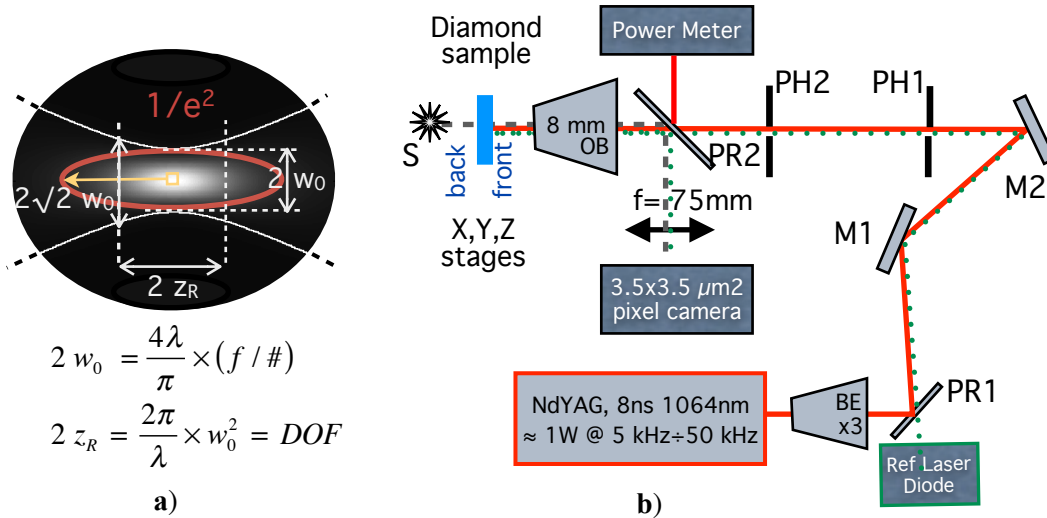 1/e²
2√2 w₀
2 w₀
2 z_R
2 w₀ = 4λ/π × (f / #)
2 z_R = 2π/λ × w₀² = DOF
a)
Diamond
sample
Power Meter
PH2
PH1
8 mm
OB
S
PR2
M2
back
front
f= 75mm
M1
X,Y,Z
stages
3.5x3.5 µm2
pixel camera
NdYAG, 8ns 1064nm
≈ 1W @ 5 kHz÷50 kHz
BE
x3
PR1
Ref Laser
Diode
b)